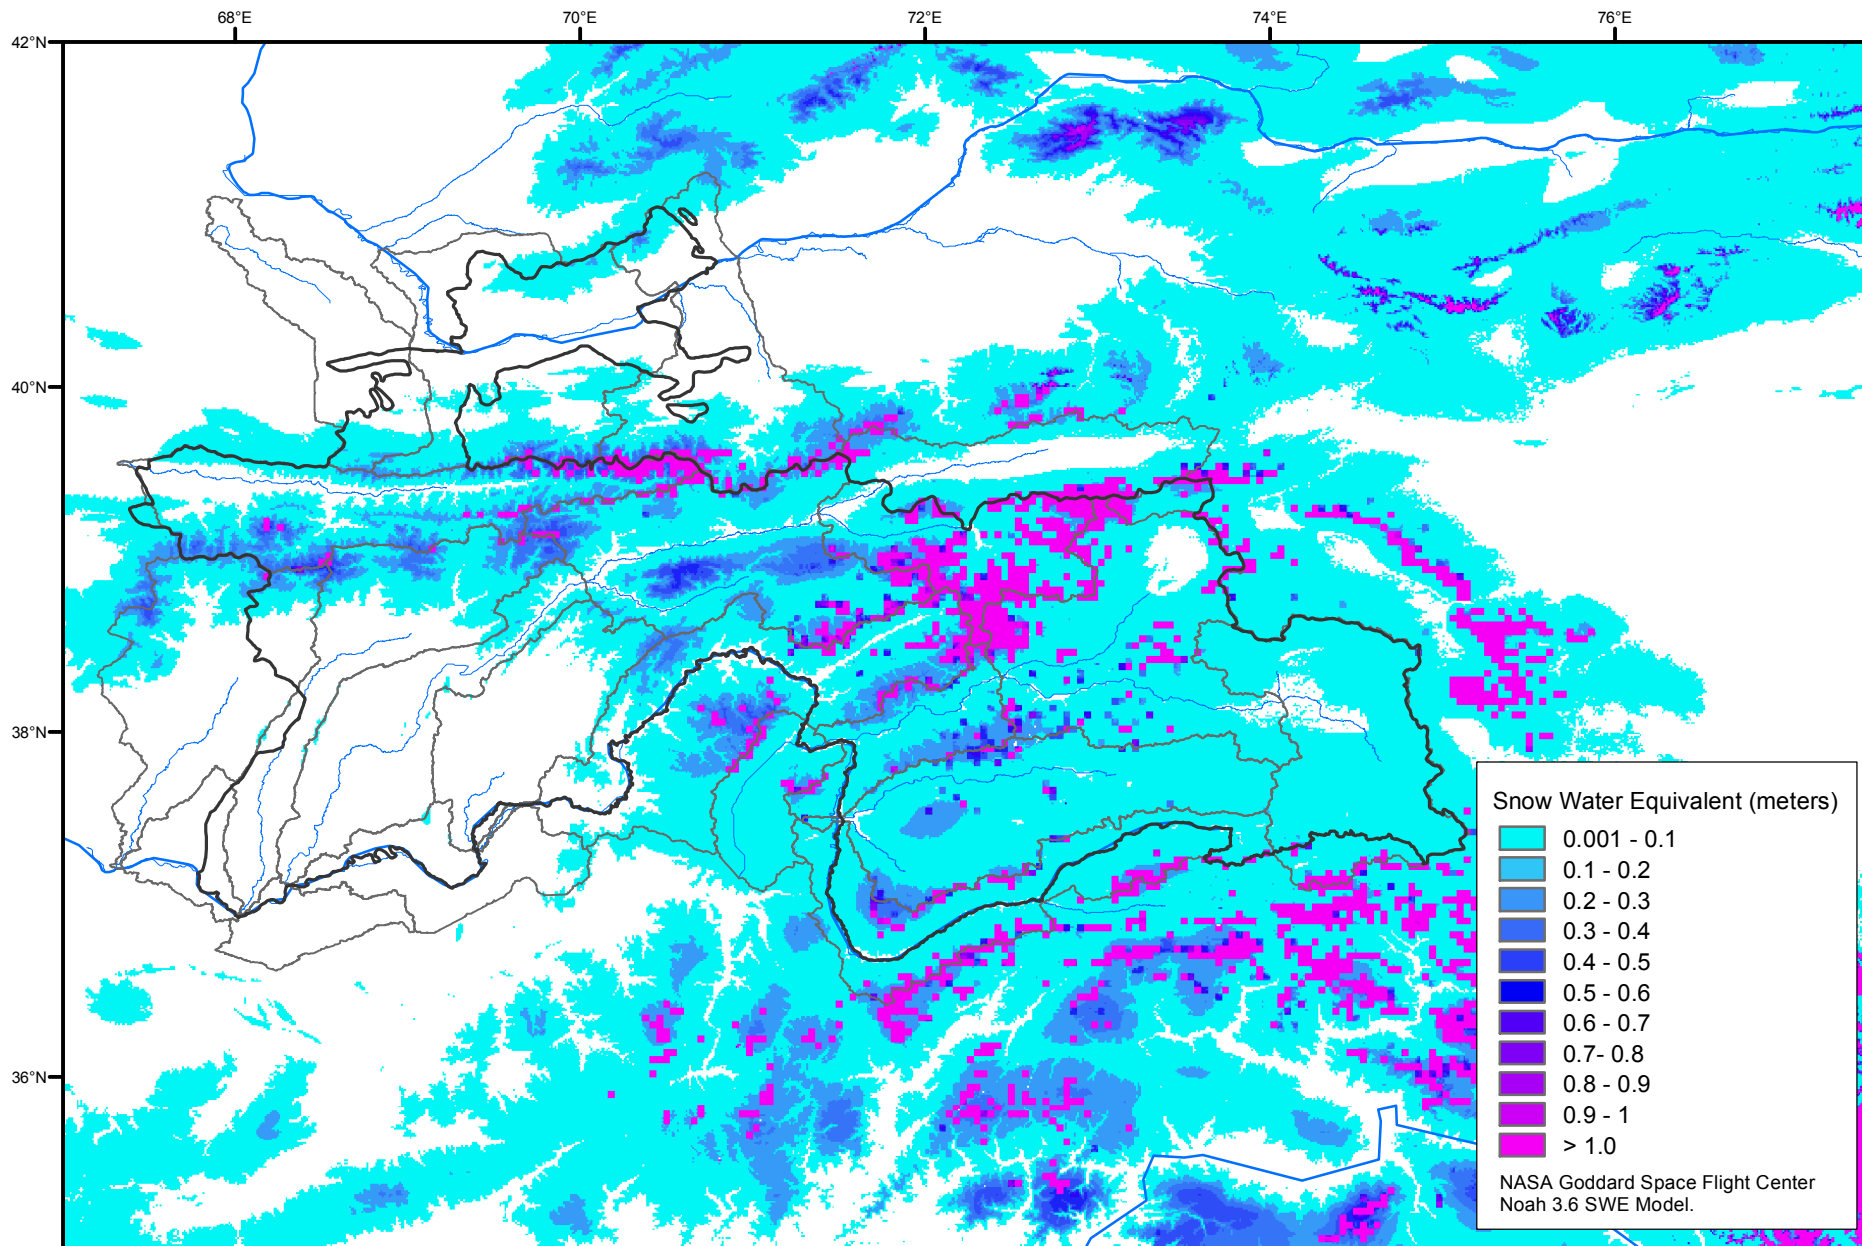 68°E 70°E 72°E 74°E 76°E
42°N
40°N
38°N
36°N
Snow Water Equivalent (meters)
0.001 - 0.1
0.1 - 0.2
0.2 - 0.3
0.3 - 0.4
0.4 - 0.5
0.5 - 0.6
0.6 - 0.7
0.7- 0.8
0.8 - 0.9
0.9 - 1
> 1.0
NASA Goddard Space Flight Center
Noah 3.6 SWE Model.